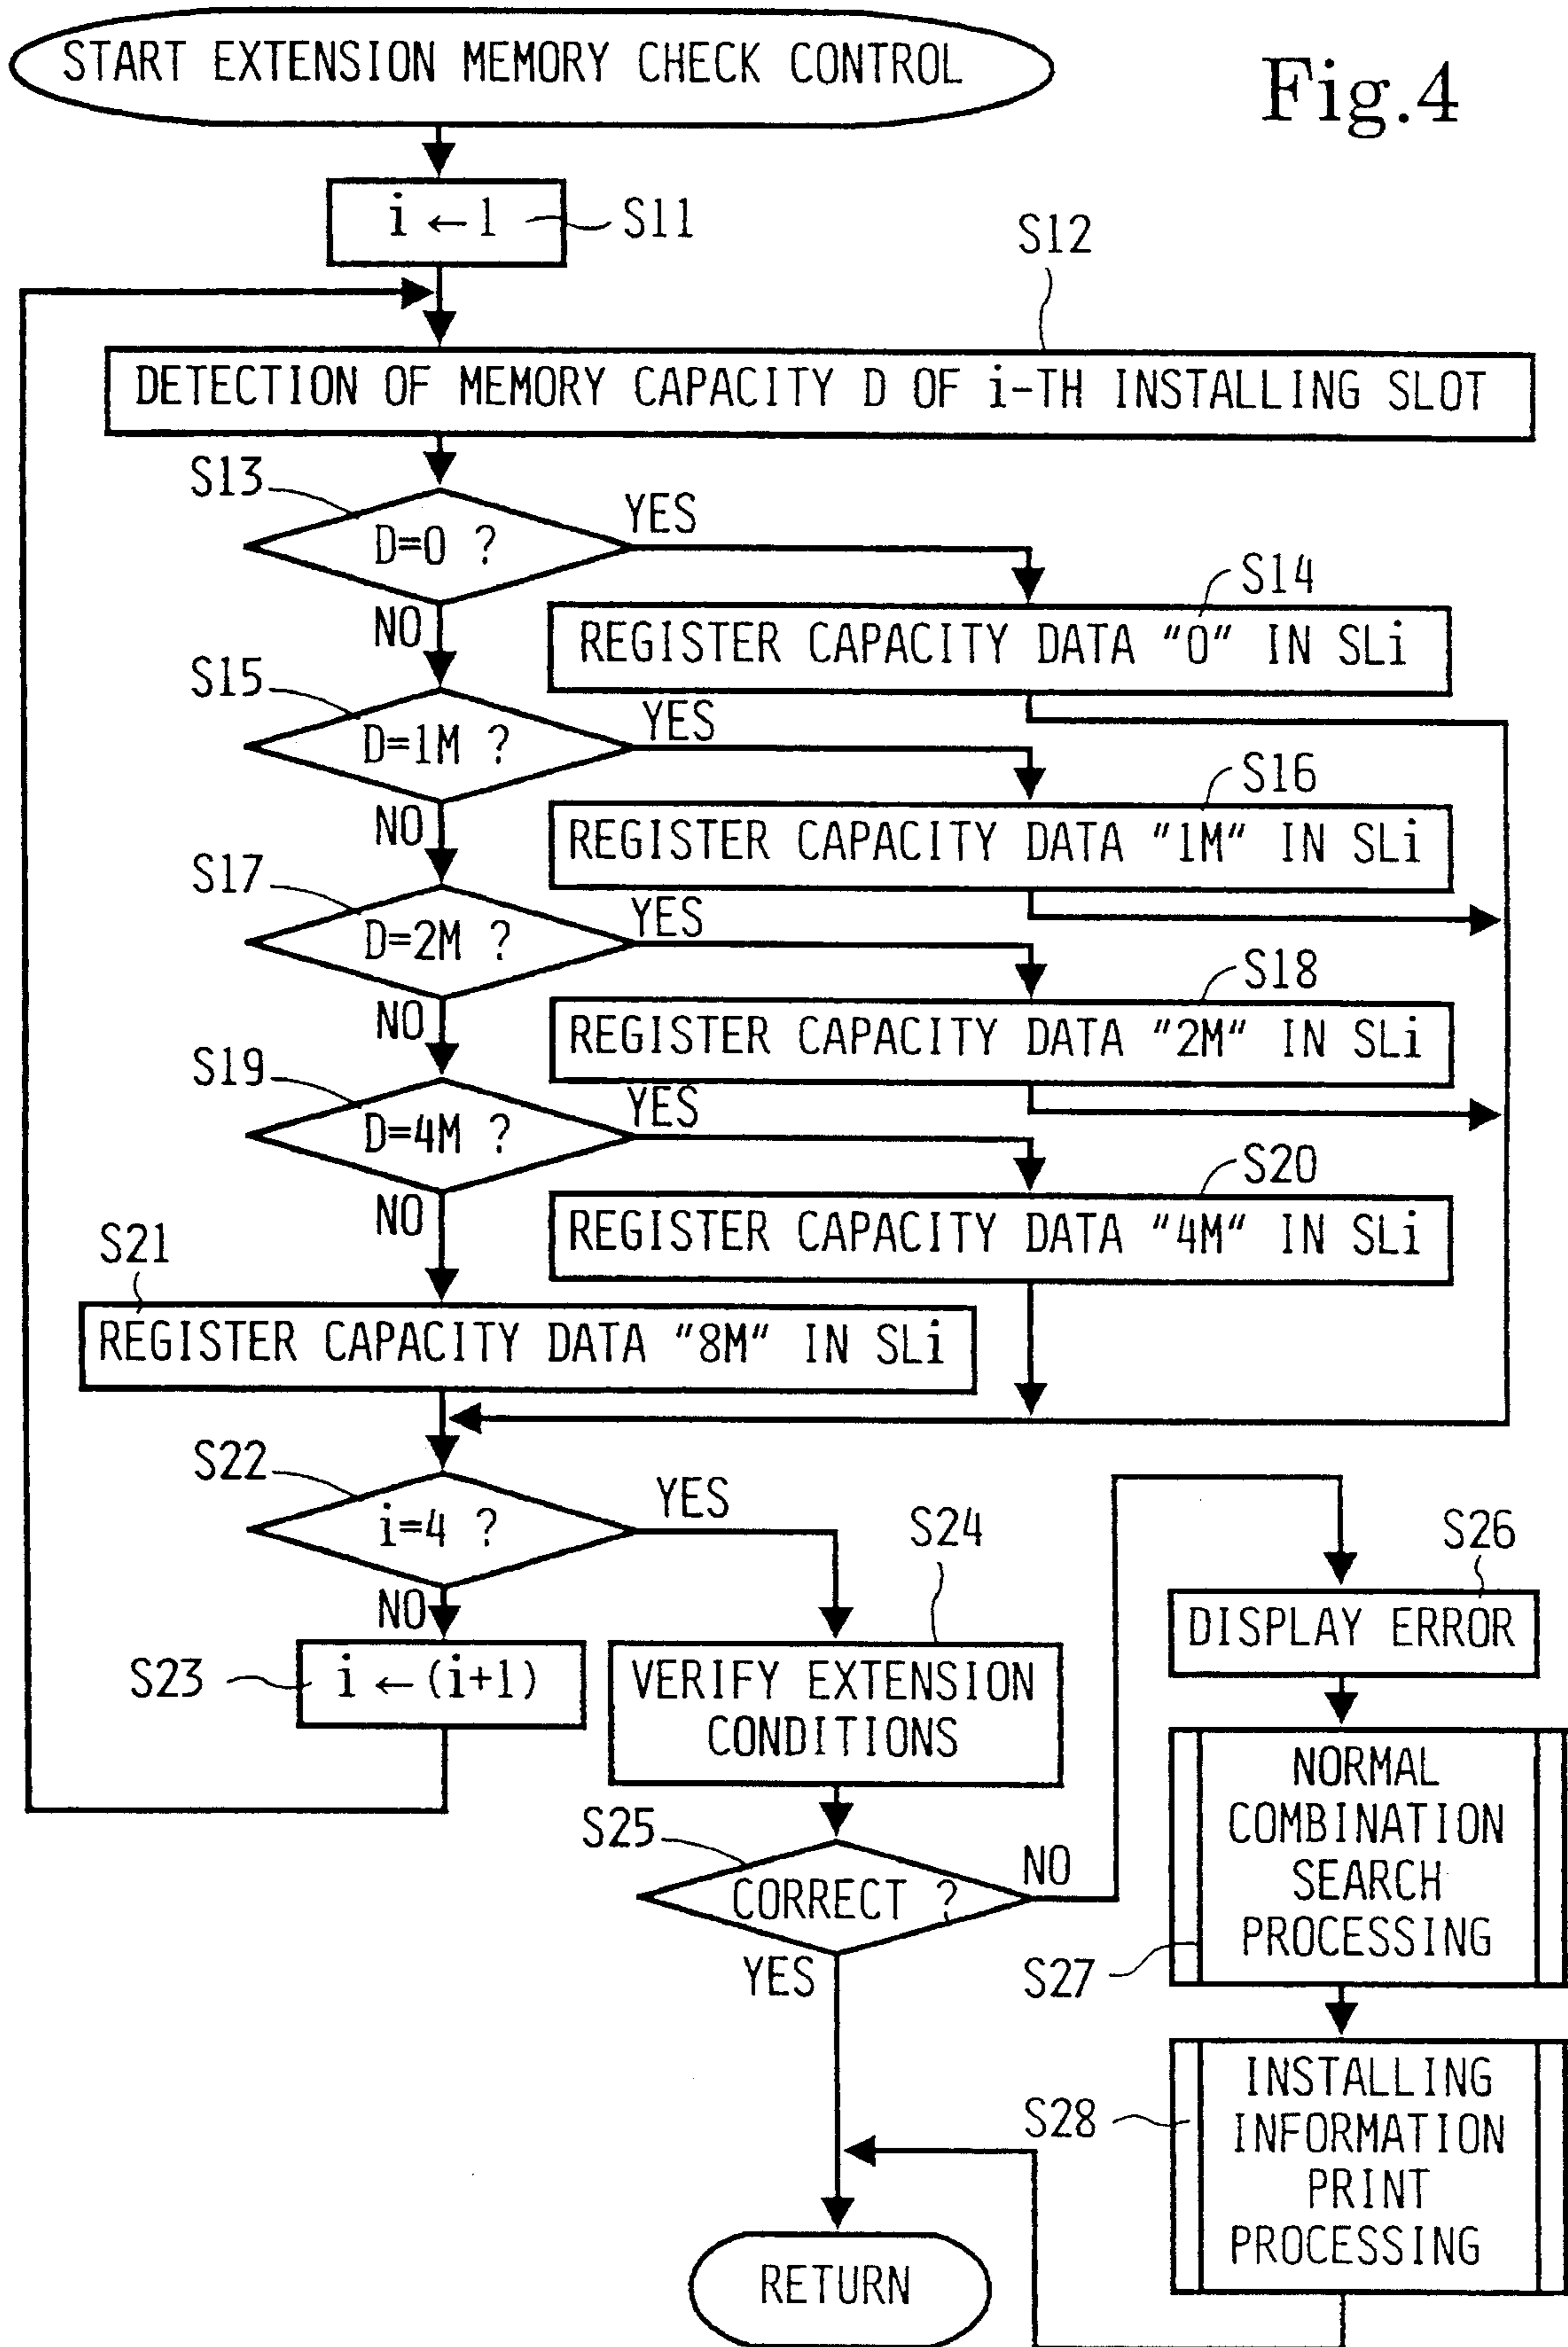 START EXTENSION MEMORY CHECK CONTROL
Fig.4
i ← 1
S11
S12
DETECTION OF MEMORY CAPACITY D OF i-TH INSTALLING SLOT
S13
D=0 ?
YES
NO
S14
REGISTER CAPACITY DATA "0" IN SLi
S15
D=1M ?
YES
NO
S16
REGISTER CAPACITY DATA "1M" IN SLi
S17
D=2M ?
YES
NO
S18
REGISTER CAPACITY DATA "2M" IN SLi
S19
D=4M ?
YES
NO
S20
REGISTER CAPACITY DATA "4M" IN SLi
S21
REGISTER CAPACITY DATA "8M" IN SLi
S22
i=4 ?
YES
NO
S23
i ← (i+1)
S24
VERIFY EXTENSION
CONDITIONS
S25
CORRECT ?
NO
YES
S26
DISPLAY ERROR
NORMAL
COMBINATION
SEARCH
PROCESSING
S27
INSTALLING
INFORMATION
PRINT
PROCESSING
S28
RETURN